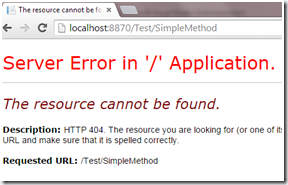 The resource cannot be fo
localhost:8870/Test/SimpleMethod
Server Error in '/' Application.
The resource cannot be found.
Description: HTTP 404. The resource you are looking for (or one of its
URL and make sure that it is spelled correctly.
Requested URL: /Test/SimpleMethod